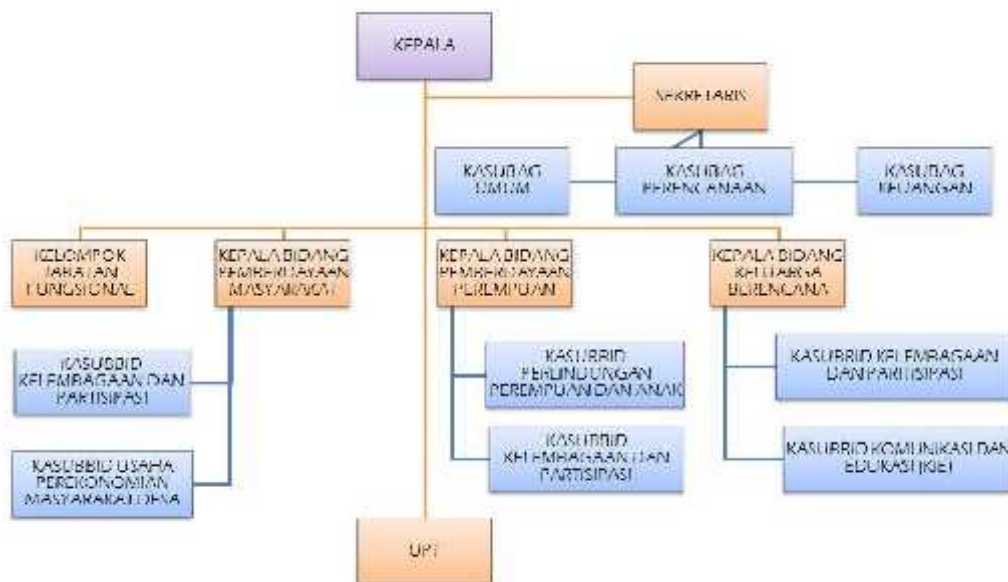 KEPALA
SEKRETARIS
KASUBAG
UMUM
KASUBAG
PERENCANAAN
KASUBAG
KEUANGAN
KELOMPOK
JABATAN
FUNGSIONAL
KEPALA BIDANG
PEMBERDAYAAN
MASYARAKAT
KEPALA BIDANG
PEMBERDAYAAN
PEREMPUAN
KEPALA BIDANG
KELUARGA
BERENCANA
KASUBBID
KELEMBAGAAN DAN
PARTISIPASI
KASUBBID
PERLINDUNGAN
PEREMPUAN DAN ANAK
KASUBBID KELEMBAGAAN
DAN PARTISIPASI
KASUBBID USAHA
PEREKONOMIAN
MASYARAKAT DESA
KASUBBID
KELEMBAGAAN DAN
PARTISIPASI
KASUBBID KOMUNIKASI DAN
EDUKASI (KIE)
UPT